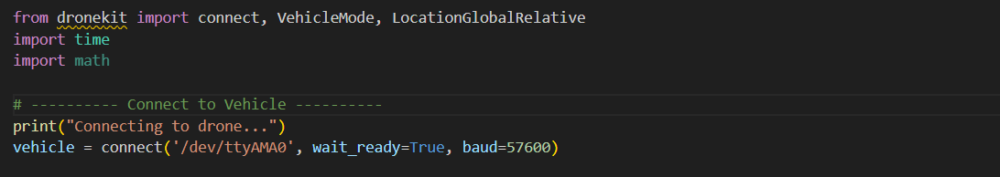 from dronekit import connect, VehicleMode, LocationGlobalRelative
import time
import math
# ---------- Connect to Vehicle ----------
print("Connecting to drone...")
vehicle = connect('/dev/ttyAMA0', wait_ready=True, baud=57600)